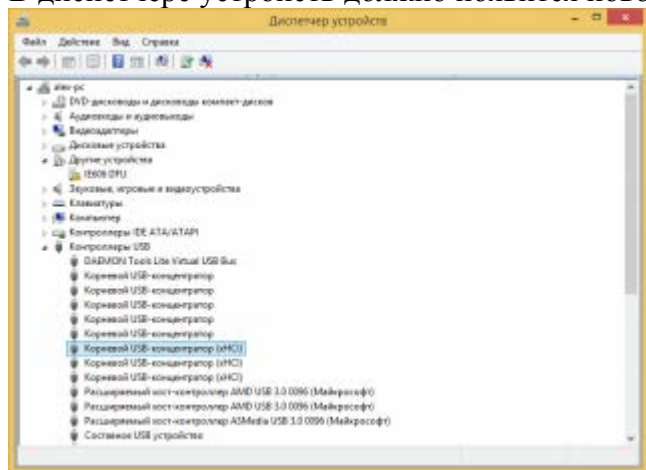 В диспетчере устройств должно появится ново
Диспетчер устройств
Файл Действие Вид Справка
alex-pc
DVD-дисководы и дисководы компакт-дисков
Аудиовходы и аудиовыходы
Видеоадаптеры
Дисковые устройства
Другие устройства
IE606 DFU
Звуковые, игровые и видеоустройства
Клавиатуры
Компьютер
Контроллеры IDE ATA/ATAPI
Контроллеры USB
DAEMON Tools Lite Virtual USB Bus
Корневой USB-концентратор
Корневой USB-концентратор
Корневой USB-концентратор
Корневой USB-концентратор
Корневой USB-концентратор (xHCI)
Корневой USB-концентратор (xHCI)
Корневой USB-концентратор (xHCI)
Расширяемый хост-контроллер AMD USB 3.0 0096 (Майкрософт)
Расширяемый хост-контроллер AMD USB 3.0 0096 (Майкрософт)
Расширяемый хост-контроллер ASMedia USB 3.0 0096 (Майкрософт)
Составное USB устройство